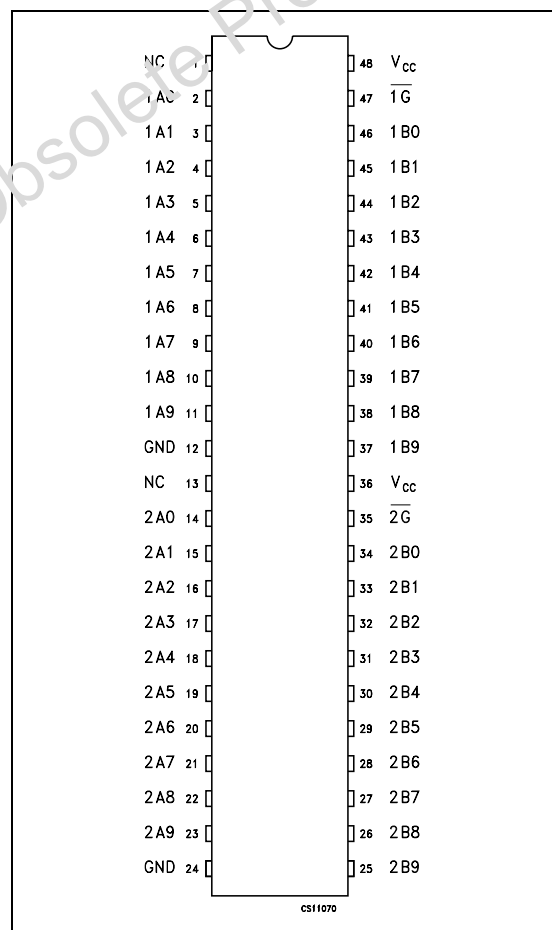 Obsolete Pro
NC 1 48 VCC
1A0 2 47 1G̅
1A1 3 46 1B0
1A2 4 45 1B1
1A3 5 44 1B2
1A4 6 43 1B3
1A5 7 42 1B4
1A6 8 41 1B5
1A7 9 40 1B6
1A8 10 39 1B7
1A9 11 38 1B8
GND 12 37 1B9
NC 13 36 VCC
2A0 14 35 2G̅
2A1 15 34 2B0
2A2 16 33 2B1
2A3 17 32 2B2
2A4 18 31 2B3
2A5 19 30 2B4
2A6 20 29 2B5
2A7 21 28 2B6
2A8 22 27 2B7
2A9 23 26 2B8
GND 24 25 2B9
CS11070